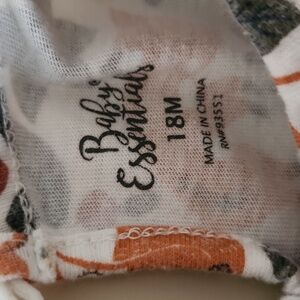 Baby
Essentials
18M
MADE IN CHINA
RN#93551